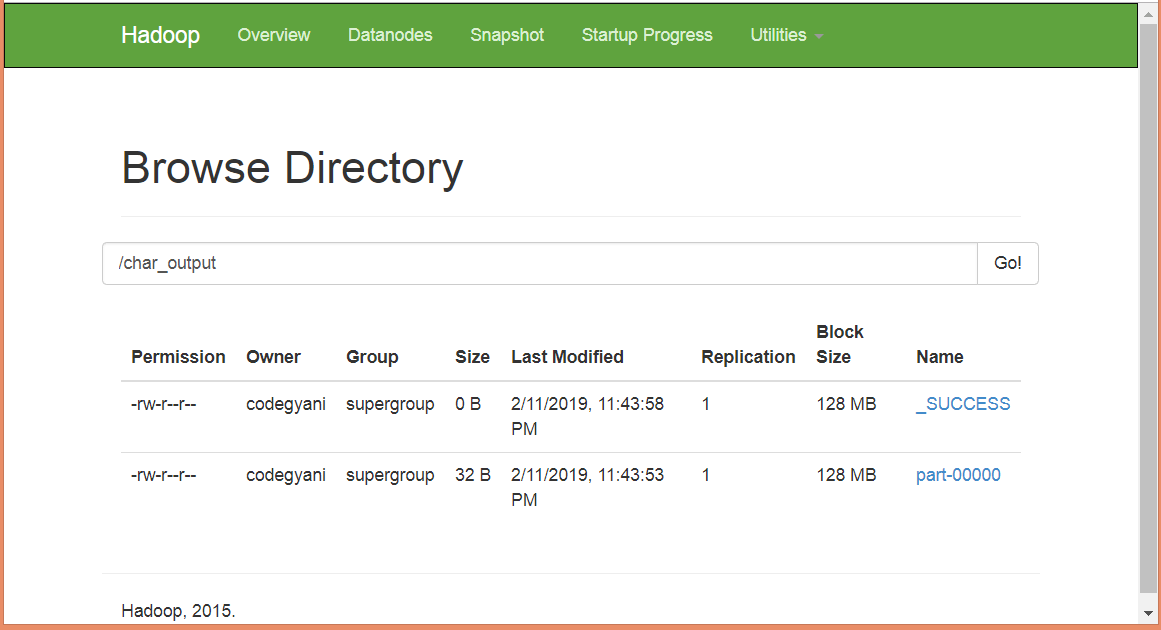 Hadoop Overview Datanodes Snapshot Startup Progress Utilities
Browse Directory
/char_output Go!
Permission Owner Group Size Last Modified Replication Block Size Name
-rw-r--r-- codegyani supergroup 0 B 2/11/2019, 11:43:58 PM 1 128 MB _SUCCESS
-rw-r--r-- codegyani supergroup 32 B 2/11/2019, 11:43:53 PM 1 128 MB part-00000
Hadoop, 2015.